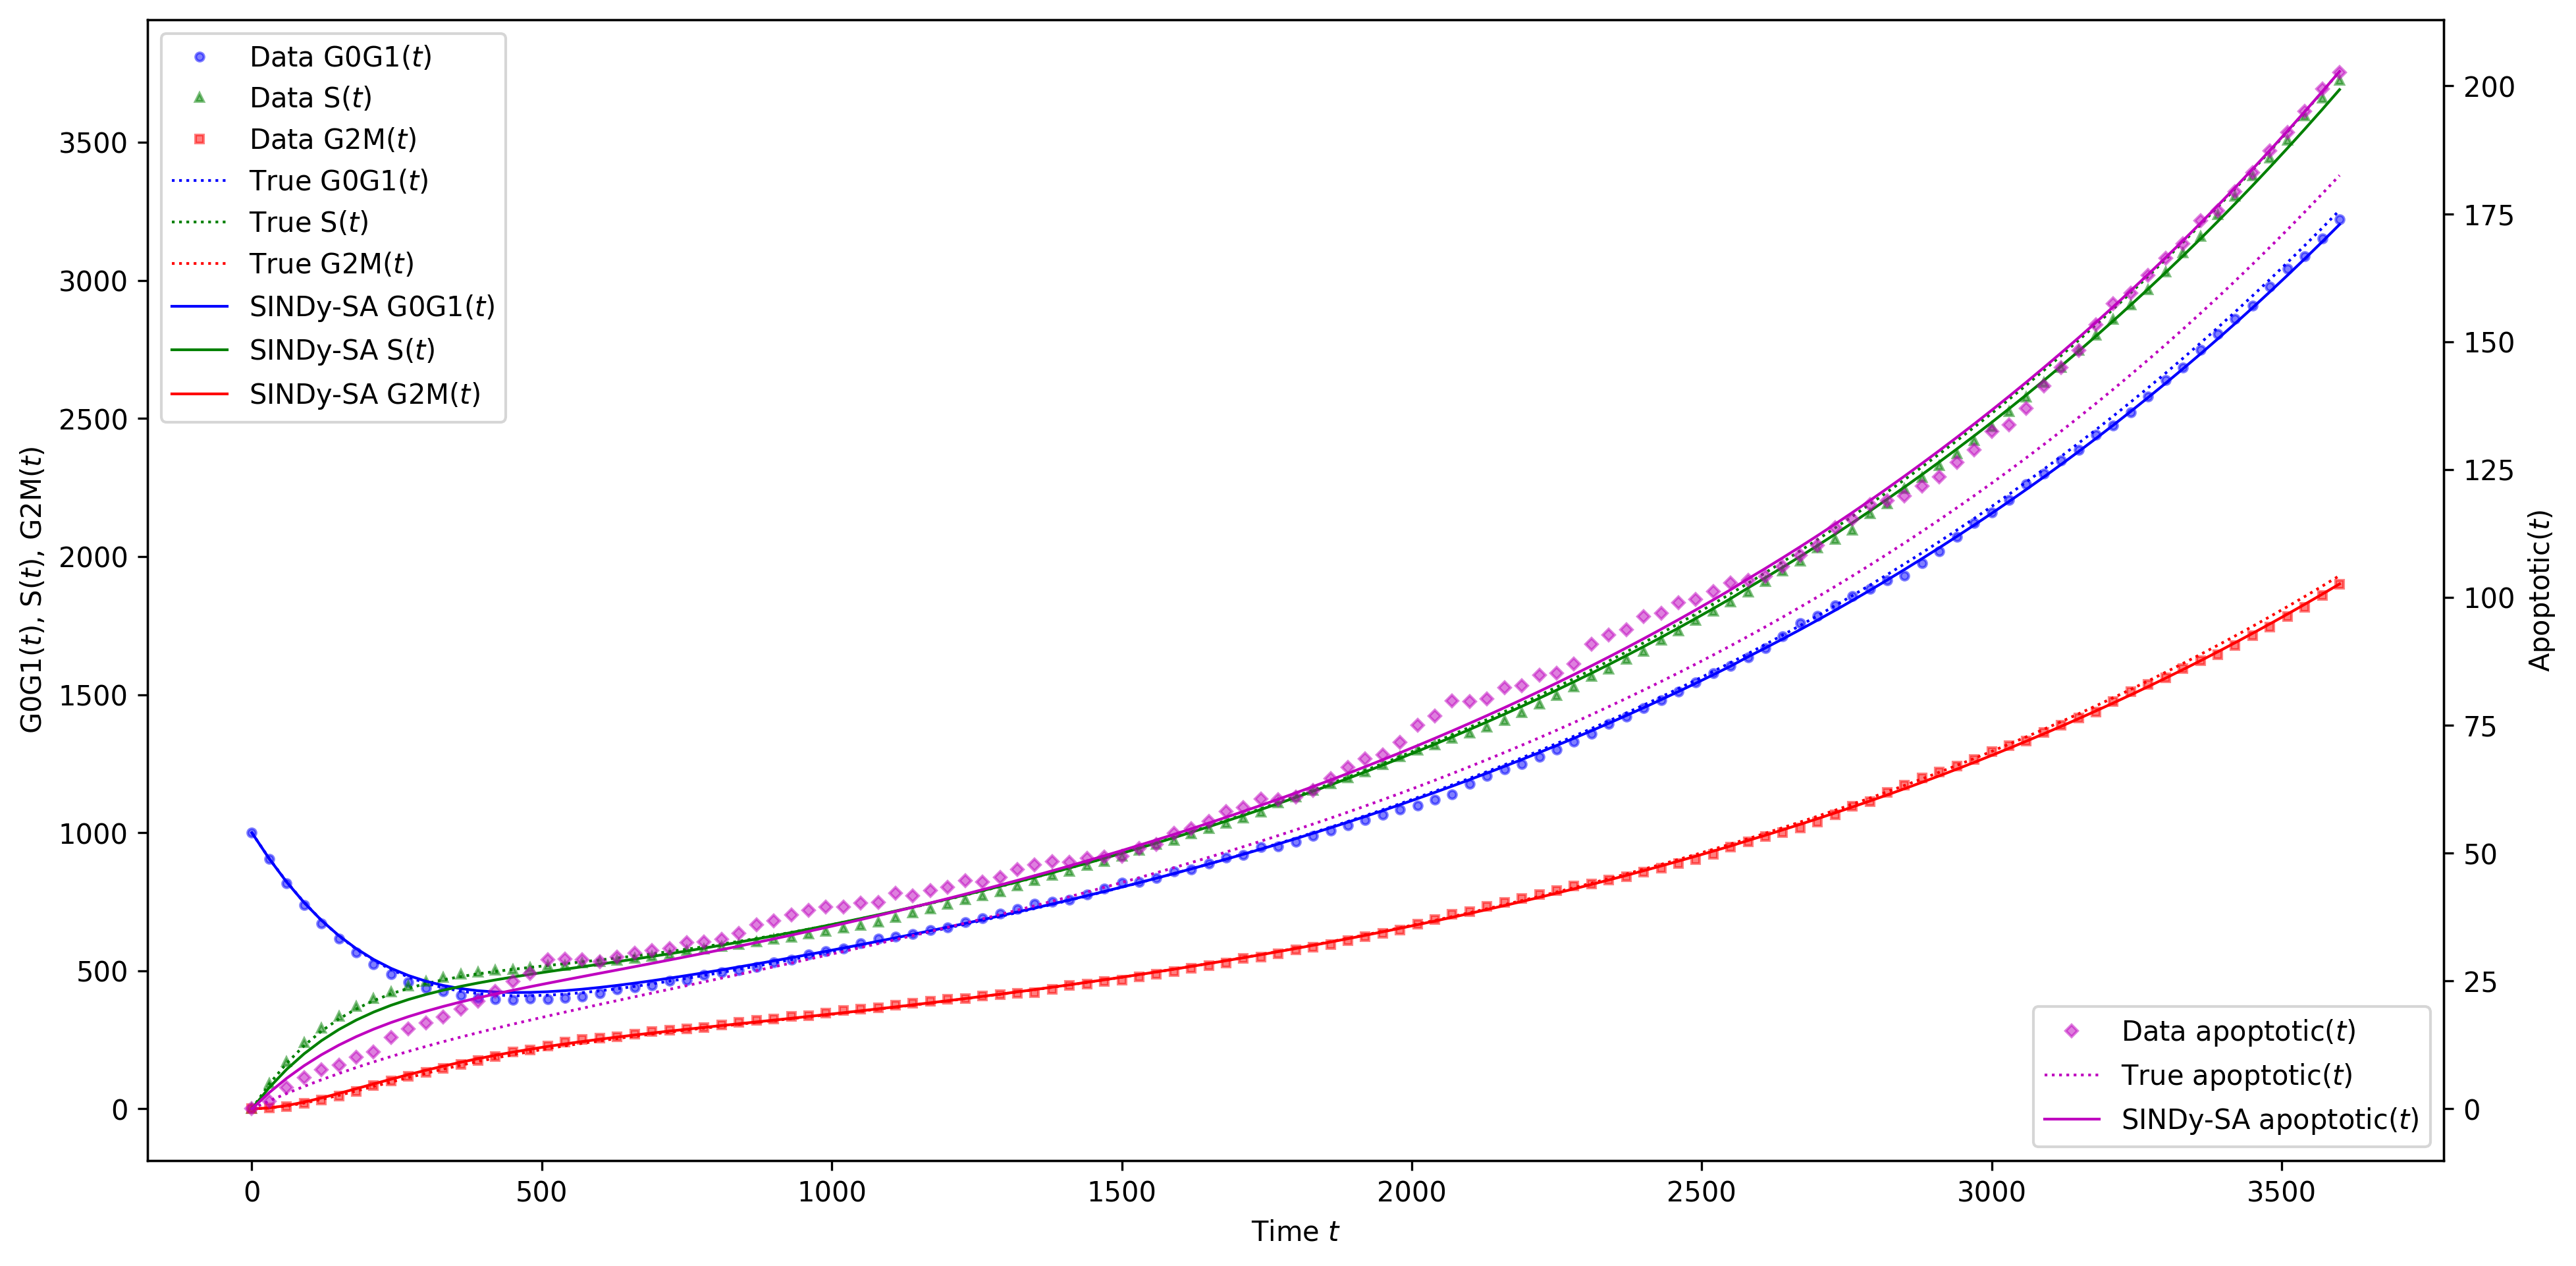 Data G0G1(t)
Data S(t)
Data G2M(t)
True G0G1(t)
True S(t)
True G2M(t)
SINDy-SA G0G1(t)
SINDy-SA S(t)
SINDy-SA G2M(t)
Data apoptotic(t)
True apoptotic(t)
SINDy-SA apoptotic(t)
G0G1(t), S(t), G2M(t)
3500
3000
2500
2000
1500
1000
500
0
Apoptotic(t)
200
175
150
125
100
75
50
25
0
0 500 1000 1500 2000 2500 3000 3500
Time t